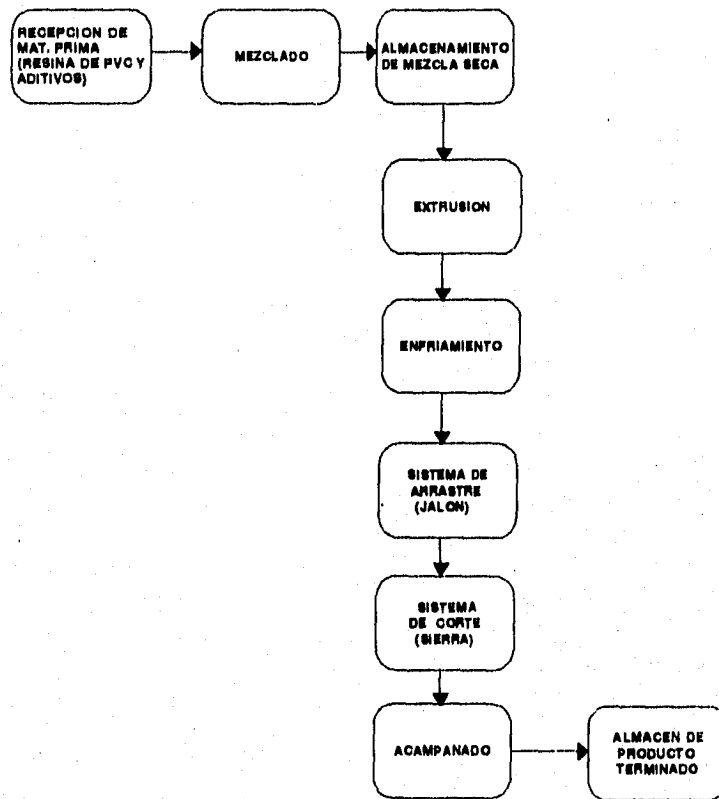 RECEPCION DE
MAT. PRIMA
(RESINA DE PVC Y
ADITIVOS)
MEZCLADO
ALMACENAMIENTO
DE MEZCLA SECA
EXTRUSION
ENFRIAMIENTO
SISTEMA DE
ARRASTRE
(JALON)
SISTEMA
DE CORTE
(SIERRA)
ACAMPANADO
ALMACEN DE
PRODUCTO
TERMINADO